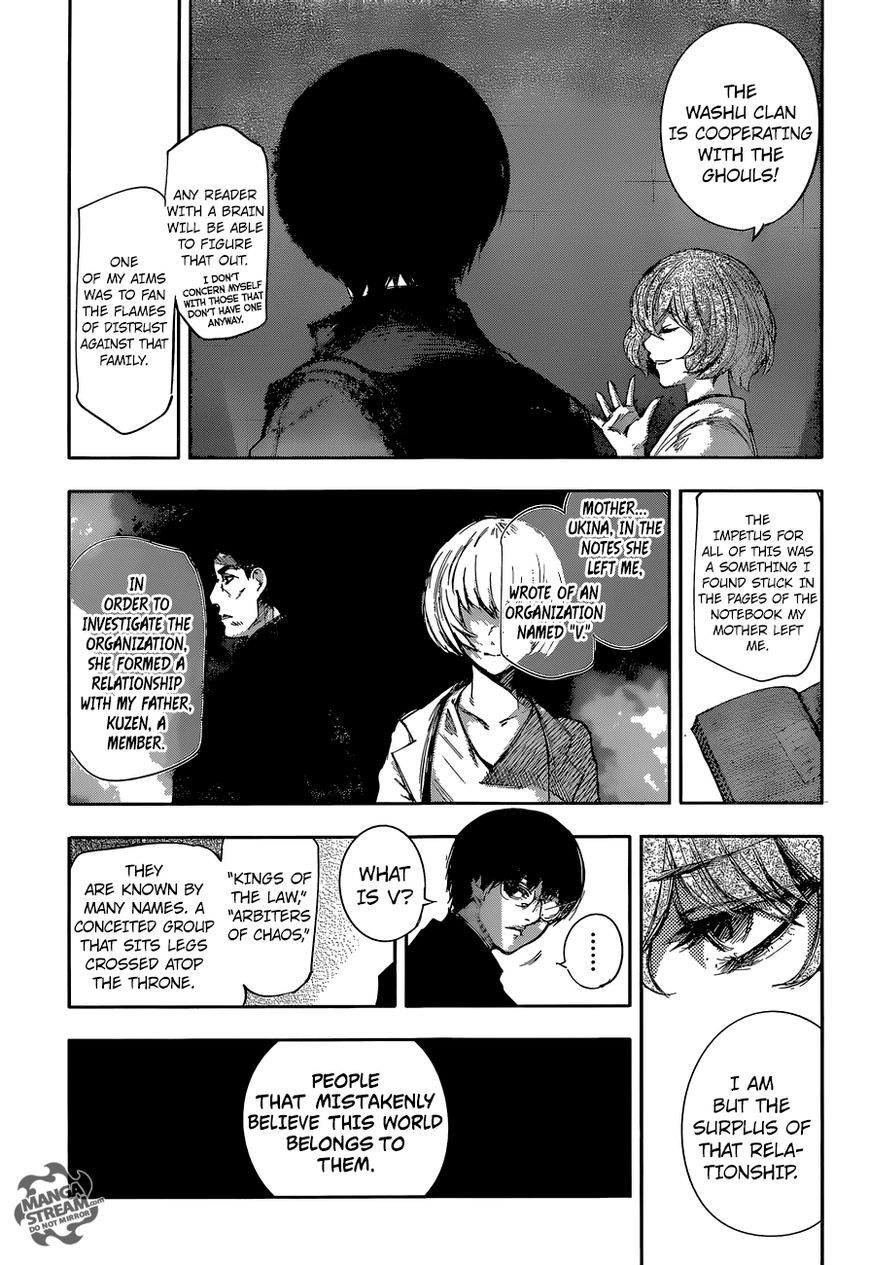 THE
WASHU CLAN
IS COOPERATING
WITH THE
GHOULS!
ANY READER
WITH A BRAIN
WILL BE ABLE
TO FIGURE
THAT OUT.
I DON'T
CONCERN MYSELF
WITH THOSE THAT
DON'T HAVE ONE
ANYWAY.
ONE
OF MY AIMS
WAS TO FAN
THE FLAMES
OF DISTRUST
AGAINST THAT
FAMILY.
THE
IMPETUS FOR
ALL OF THIS WAS
A SOMETHING I
FOUND STUCK IN
THE PAGES OF THE
NOTEBOOK MY
MOTHER LEFT
ME.
MOTHER...
UKINA, IN THE
NOTES SHE
LEFT ME,
WROTE OF AN
ORGANIZATION
NAMED "V."
IN
ORDER TO
INVESTIGATE THE
ORGANIZATION,
SHE FORMED A
RELATIONSHIP
WITH MY FATHER,
KUZEN, A
MEMBER.
I AM
BUT THE
SURPLUS OF
THAT RELA-
TIONSHIP.
.....
WHAT
IS V?
"KINGS OF
THE LAW,"
"ARBITERS
OF CHAOS,"
THEY
ARE KNOWN BY
MANY NAMES. A
CONCEITED GROUP
THAT SITS LEGS
CROSSED ATOP
THE THRONE.
PEOPLE
THAT MISTAKENLY
BELIEVE THIS WORLD
BELONGS TO
THEM.
MANGA
STREAM.com
DO NOT MIRROR